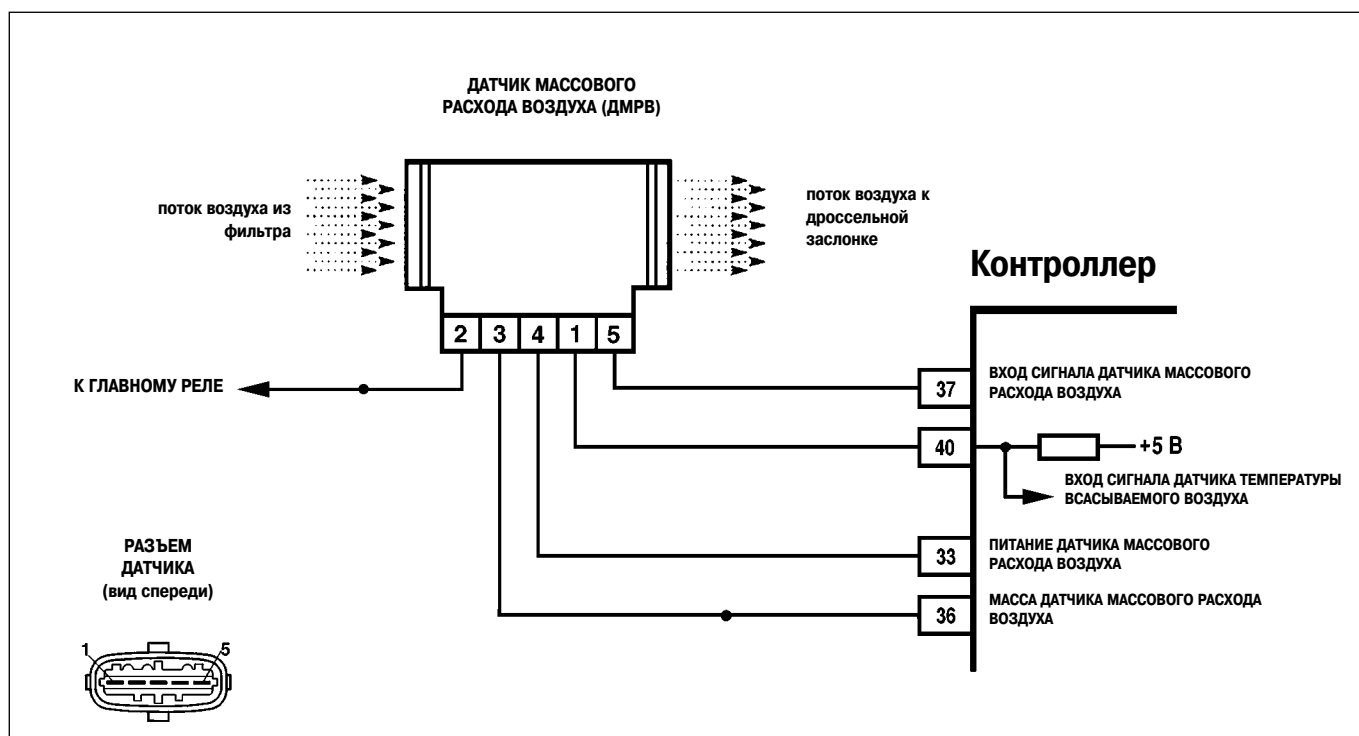 ДАТЧИК МАССОВОГО
РАСХОДА ВОЗДУХА (ДМРВ)
поток воздуха из
фильтра
поток воздуха к
дроссельной
заслонке
Контроллер
2 3 4 1 5
К ГЛАВНОМУ РЕЛЕ
37
ВХОД СИГНАЛА ДАТЧИКА МАССОВОГО
РАСХОДА ВОЗДУХА
40
+5 В
ВХОД СИГНАЛА ДАТЧИКА ТЕМПЕРАТУРЫ
ВСАСЫВАЕМОГО ВОЗДУХА
33
ПИТАНИЕ ДАТЧИКА МАССОВОГО
РАСХОДА ВОЗДУХА
36
МАССА ДАТЧИКА МАССОВОГО РАСХОДА
ВОЗДУХА
РАЗЪЕМ
ДАТЧИКА
(вид спереди)
1 5